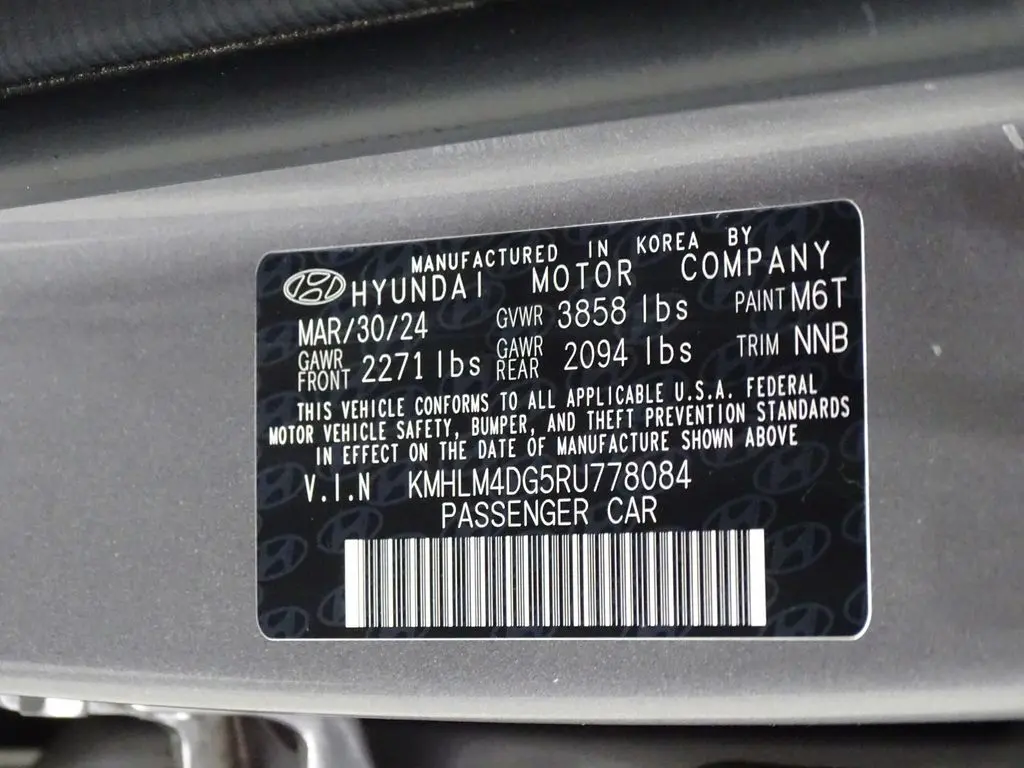 MANUFACTURED IN KOREA BY
HYUNDAI MOTOR COMPANY
MAR/30/24 GVWR 3858 lbs PAINT M6T
GAWR FRONT 2271 lbs GAWR REAR 2094 lbs TRIM NNB
THIS VEHICLE CONFORMS TO ALL APPLICABLE U.S.A. FEDERAL
MOTOR VEHICLE SAFETY, BUMPER, AND THEFT PREVENTION STANDARDS
IN EFFECT ON THE DATE OF MANUFACTURE SHOWN ABOVE
V.I.N KMHLM4DG5RU778084
PASSENGER CAR